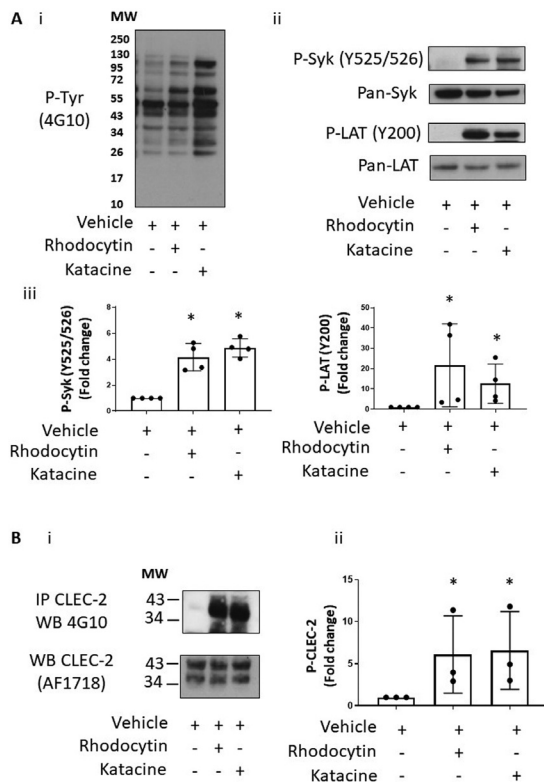 A i
MW
250
130
95
72
55
43
34
26
17
10
P-Tyr
(4G10)
Vehicle + + +
Rhodocytin - + -
Katacine - - +
ii
P-Syk (Y525/526)
Pan-Syk
P-LAT (Y200)
Pan-LAT
Vehicle + + +
Rhodocytin - + -
Katacine - - +
iii
P-Syk (Y525/526)
(Fold change)
8
6
4
2
0
* *
Vehicle + + +
Rhodocytin - + -
Katacine - - +
P-LAT (Y200)
(Fold change)
50
40
30
20
10
0
* *
Vehicle + + +
Rhodocytin - + -
Katacine - - +
B i
MW
IP CLEC-2
WB 4G10
43
34
WB CLEC-2
(AF1718)
43
34
Vehicle + + +
Rhodocytin - + -
Katacine - - +
ii
P-CLEC-2
(Fold change)
15
10
5
0
* *
Vehicle + + +
Rhodocytin - + -
Katacine - - +